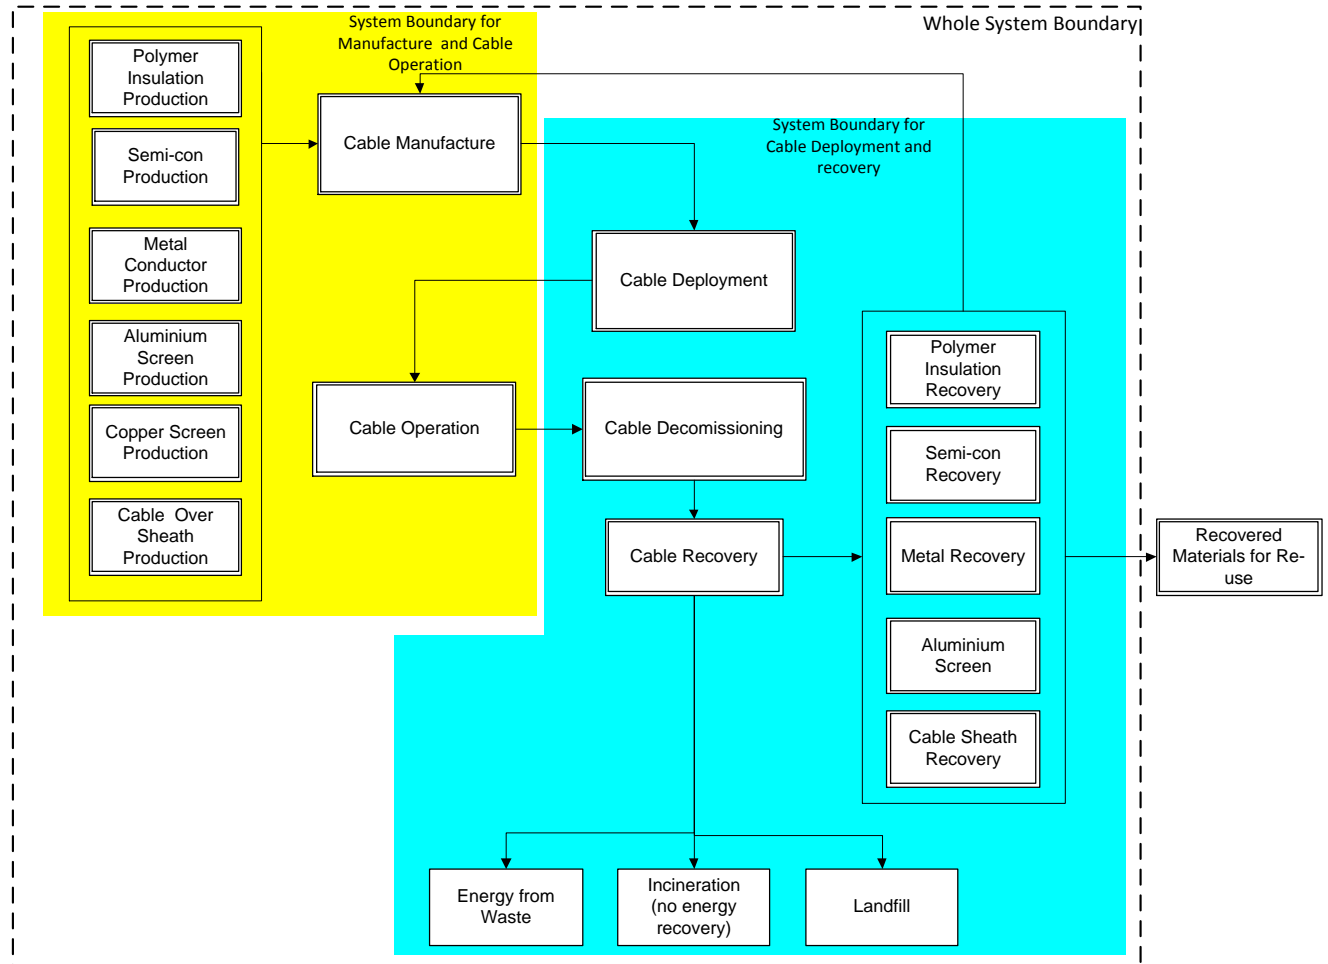 Whole System Boundary
System Boundary for
Manufacture and Cable
Operation
Polymer
Insulation
Production
Semi-con
Production
Metal
Conductor
Production
Aluminium
Screen
Production
Copper Screen
Production
Cable Over
Sheath
Production
Cable Manufacture
Cable Operation
System Boundary for
Cable Deployment and
recovery
Cable Deployment
Cable Decomissioning
Cable Recovery
Polymer
Insulation
Recovery
Semi-con
Recovery
Metal Recovery
Aluminium
Screen
Cable Sheath
Recovery
Recovered
Materials for Re-
use
Energy from
Waste
Incineration
(no energy
recovery)
Landfill